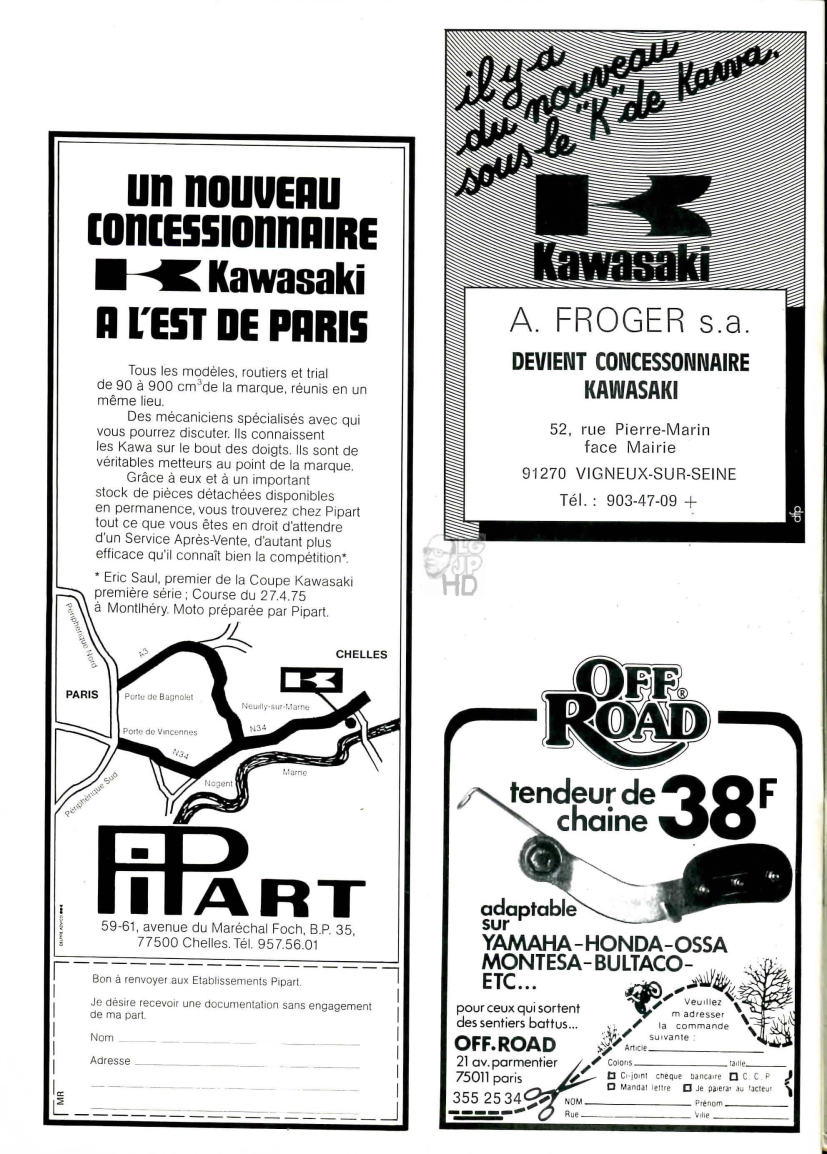 UN NOUVEAU
CONCESSIONNAIRE
Kawasaki
A L'EST DE PARIS
Tous les modèles, routiers et trial
de 90 à 900 cm³ de la marque, réunis en un
même lieu.
Des mécaniciens spécialisés avec qui
vous pourrez discuter. Ils connaissent
les Kawa sur le bout des doigts. Ils sont de
véritables metteurs au point de la marque.
Grâce à eux et à un important
stock de pièces détachées disponibles
en permanence, vous trouverez chez Pipart
tout ce que vous êtes en droit d'attendre
d'un Service Après-Vente, d'autant plus
efficace qu'il connaît bien la compétition*.
* Eric Saul, premier de la Coupe Kawasaki
première série ; Course du 27.4.75
à Montlhéry. Moto préparée par Pipart.
Périphérique Nord
A3
CHELLES
PARIS
Porte de Bagnolet
Neuilly-sur-Marne
Porte de Vincennes
N34
N34
Marne
Nogent
Périphérique Sud
PiPART
59-61, avenue du Maréchal Foch, B.P. 35,
77500 Chelles. Tél. 957.56.01
Bon à renvoyer aux Etablissements Pipart.
Je désire recevoir une documentation sans engagement
de ma part.
Nom
Adresse
MR
il y a
du nouveau
sous le "K" de Kawa.
Kawasaki
A. FROGER s.a.
DEVIENT CONCESSONNAIRE
KAWASAKI
52, rue Pierre-Marin
face Mairie
91270 VIGNEUX-SUR-SEINE
Tél. : 903-47-09 +
dfp
LG
JP
HD
OFF
ROAD®
tendeur de
chaine
38F
adaptable
sur
YAMAHA-HONDA-OSSA
MONTESA-BULTACO-
ETC...
pour ceux qui sortent
des sentiers battus...
OFF.ROAD
21 av. parmentier
75011 paris
355 25 34
Veuillez
m adresser
la commande
suivante :
Article
Coloris taille
Ci-joint chèque bancaire C. C. P
Mandat lettre Je paierai au facteur
NOM Prénom
Rue Ville